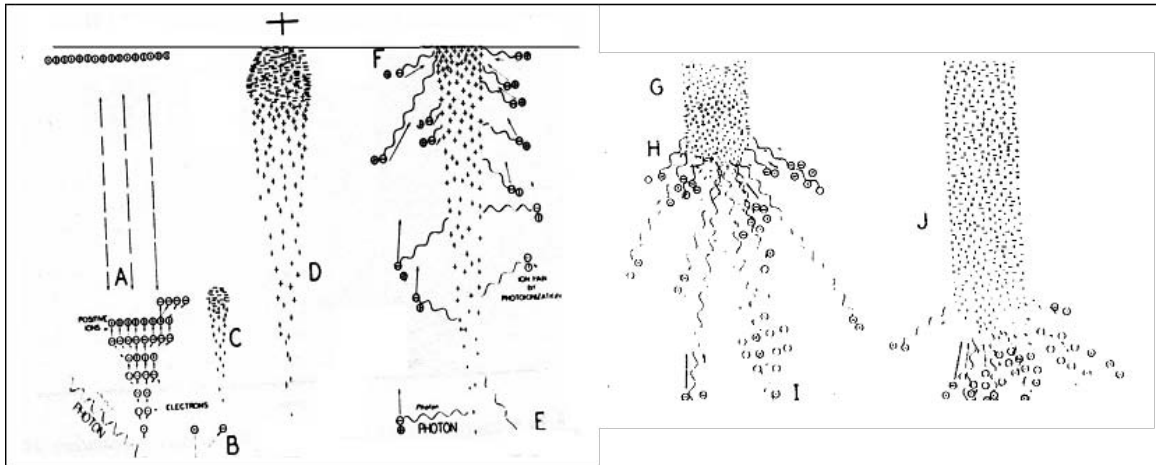 +
F
G
H
A
D
J
ION PAIR
BY
PHOTOIONIZATION
POSITIVE
IONS
C
I
ELECTRONS
Photon
PHOTON
E
PHOTON
B